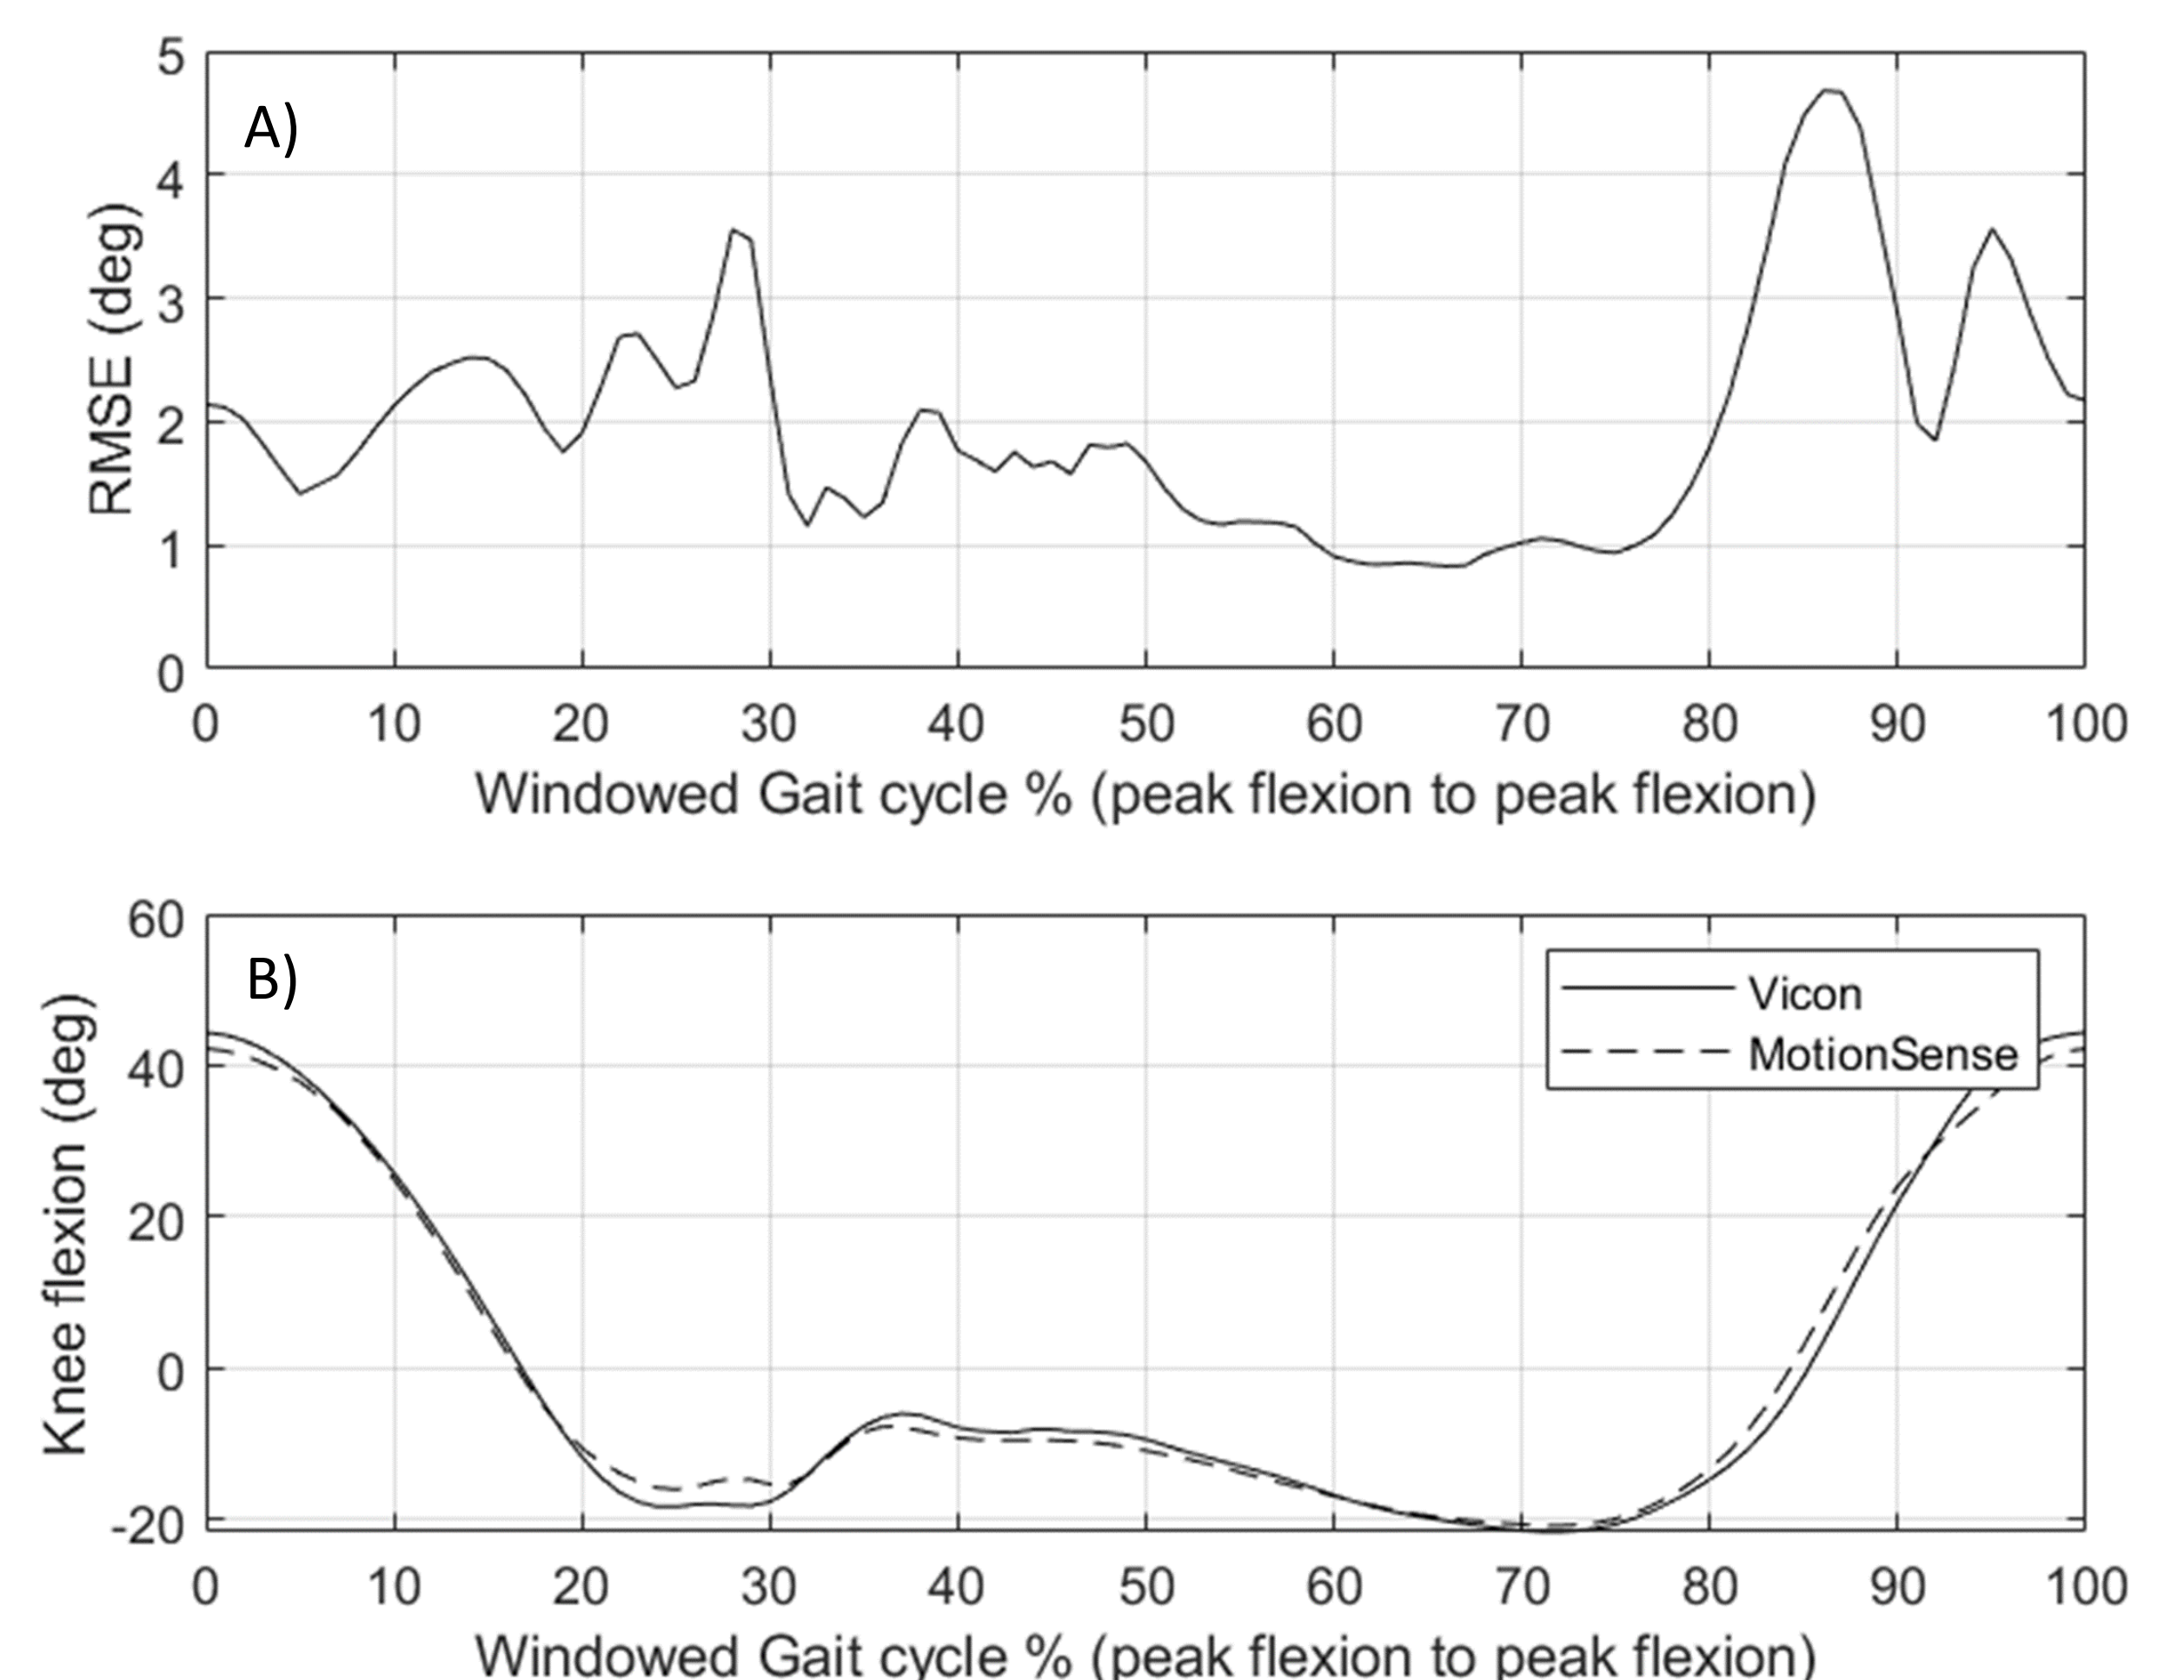 A)
RMSE (deg)
5
4
3
2
1
0
0 10 20 30 40 50 60 70 80 90 100
Windowed Gait cycle % (peak flexion to peak flexion)
B)
Knee flexion (deg)
60
40
20
0
-20
Vicon
MotionSense
0 10 20 30 40 50 60 70 80 90 100
Windowed Gait cycle % (peak flexion to peak flexion)